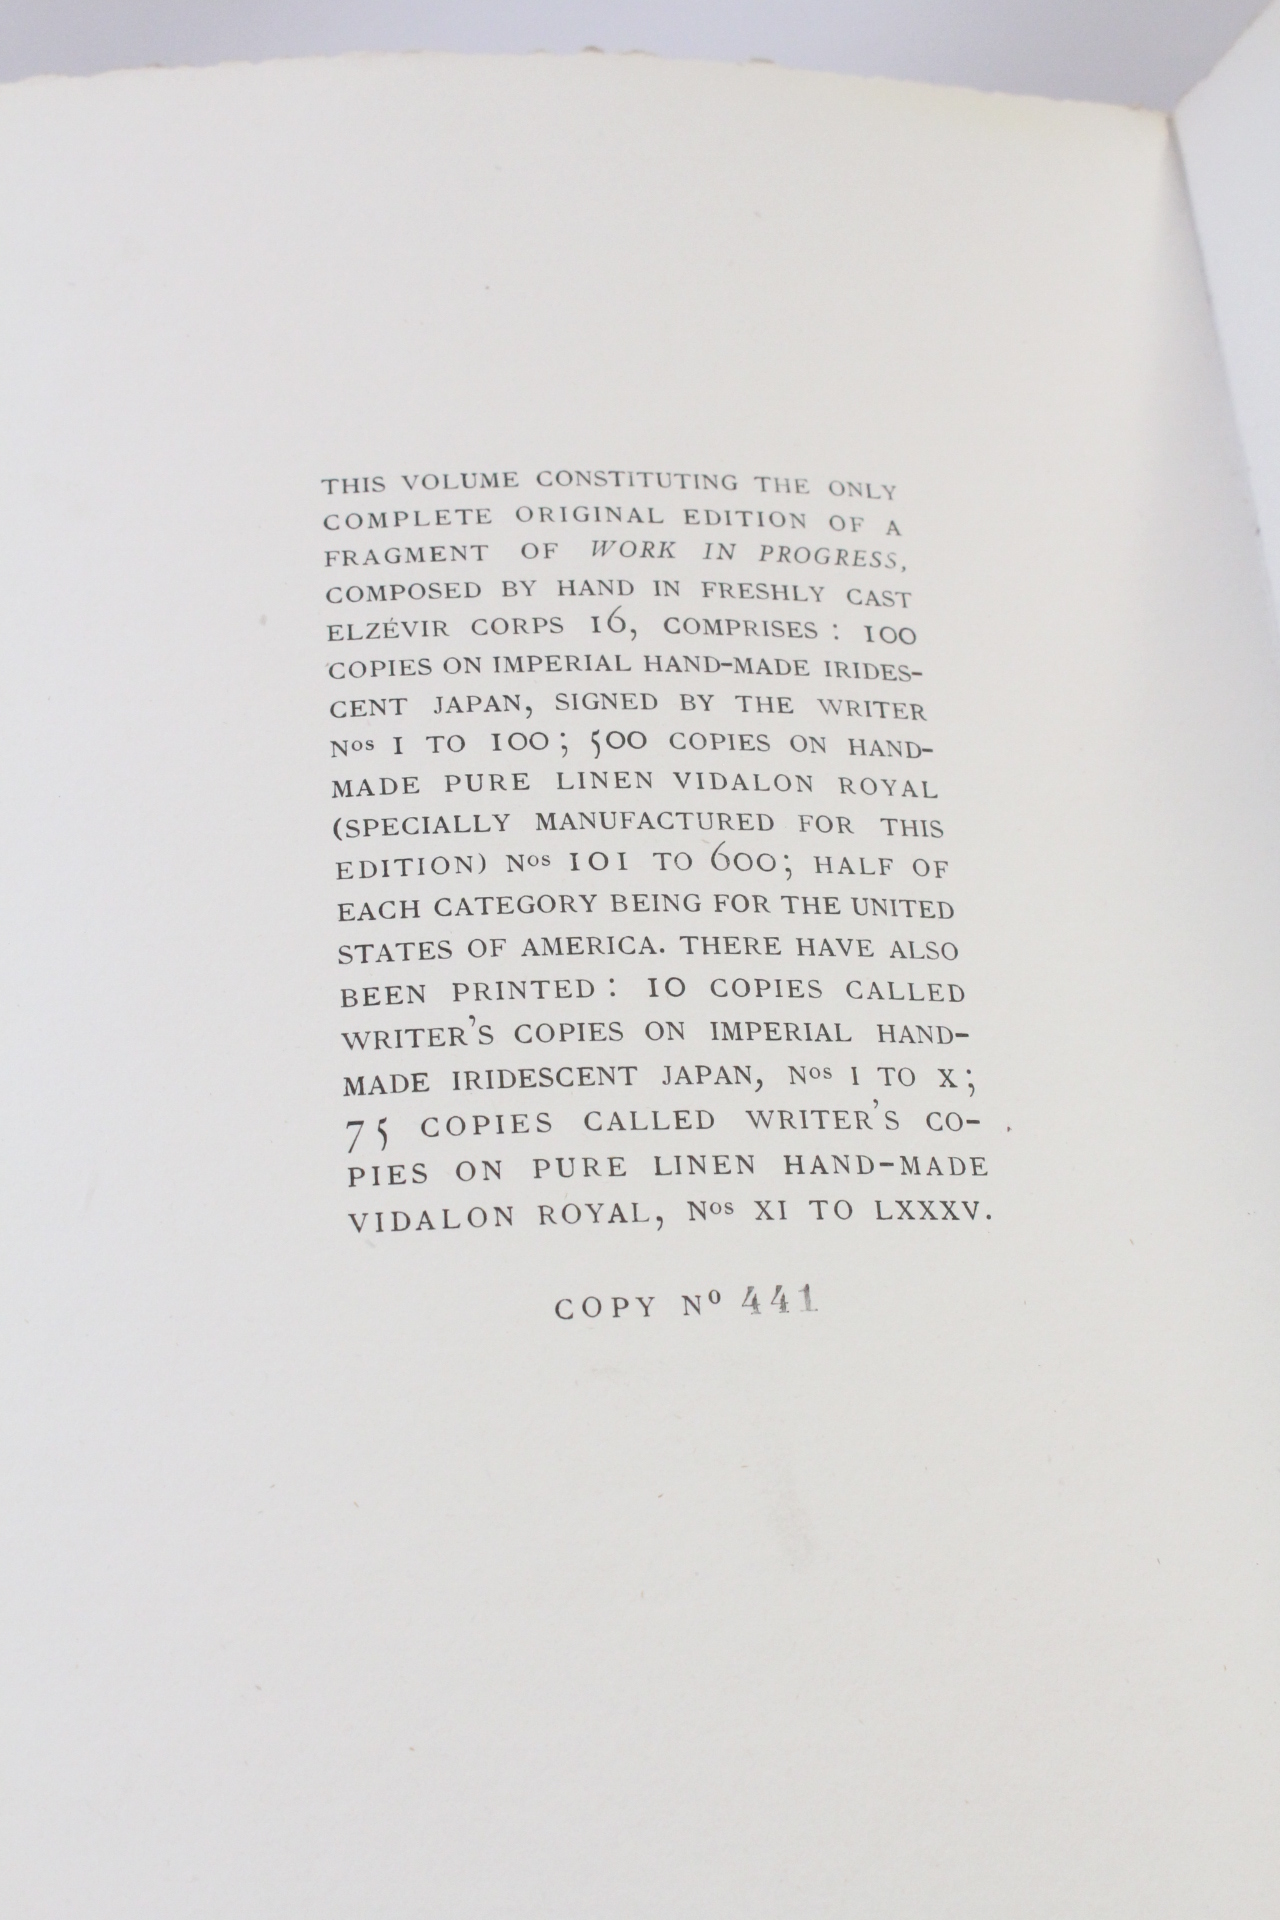 THIS VOLUME CONSTITUTING THE ONLY
COMPLETE ORIGINAL EDITION OF A
FRAGMENT OF WORK IN PROGRESS,
COMPOSED BY HAND IN FRESHLY CAST
ELZÉVIR CORPS 16, COMPRISES : 100
COPIES ON IMPERIAL HAND-MADE IRIDES-
CENT JAPAN, SIGNED BY THE WRITER
Nos 1 TO 100 ; 500 COPIES ON HAND-
MADE PURE LINEN VIDALON ROYAL
(SPECIALLY MANUFACTURED FOR THIS
EDITION) Nos 101 TO 600 ; HALF OF
EACH CATEGORY BEING FOR THE UNITED
STATES OF AMERICA. THERE HAVE ALSO
BEEN PRINTED : 10 COPIES CALLED
WRITER'S COPIES ON IMPERIAL HAND-
MADE IRIDESCENT JAPAN, Nos I TO X ;
75 COPIES CALLED WRITER'S CO-
PIES ON PURE LINEN HAND-MADE
VIDALON ROYAL, Nos XI TO LXXXV.
COPY No 441